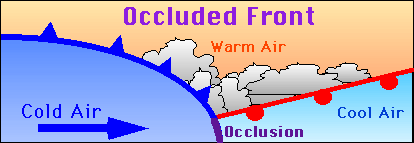 Occluded Front
Warm Air
Cold Air
Cool Air
Occlusion